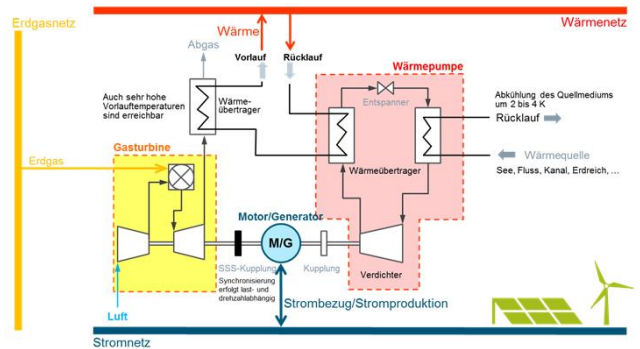 Erdgasnetz
Wärmenetz
Abgas
Wärme
Vorlauf
Rücklauf
Wärmepumpe
Auch sehr hohe
Vorlauftemperaturen
sind erreichbar
Wärme-
übertrager
Entspanner
Abkühlung des Quellmediums
um 2 bis 4 K
Rücklauf
Gasturbine
Wärmequelle
Erdgas
Wärmeübertrager
See, Fluss, Kanal, Erdreich, ...
Motor/Generator
M/G
SSS-Kupplung
Kupplung
Verdichter
Synchronisierung
erfolgt last- und
drehzahlabhängig
Luft
Strombezug/Stromproduktion
Stromnetz